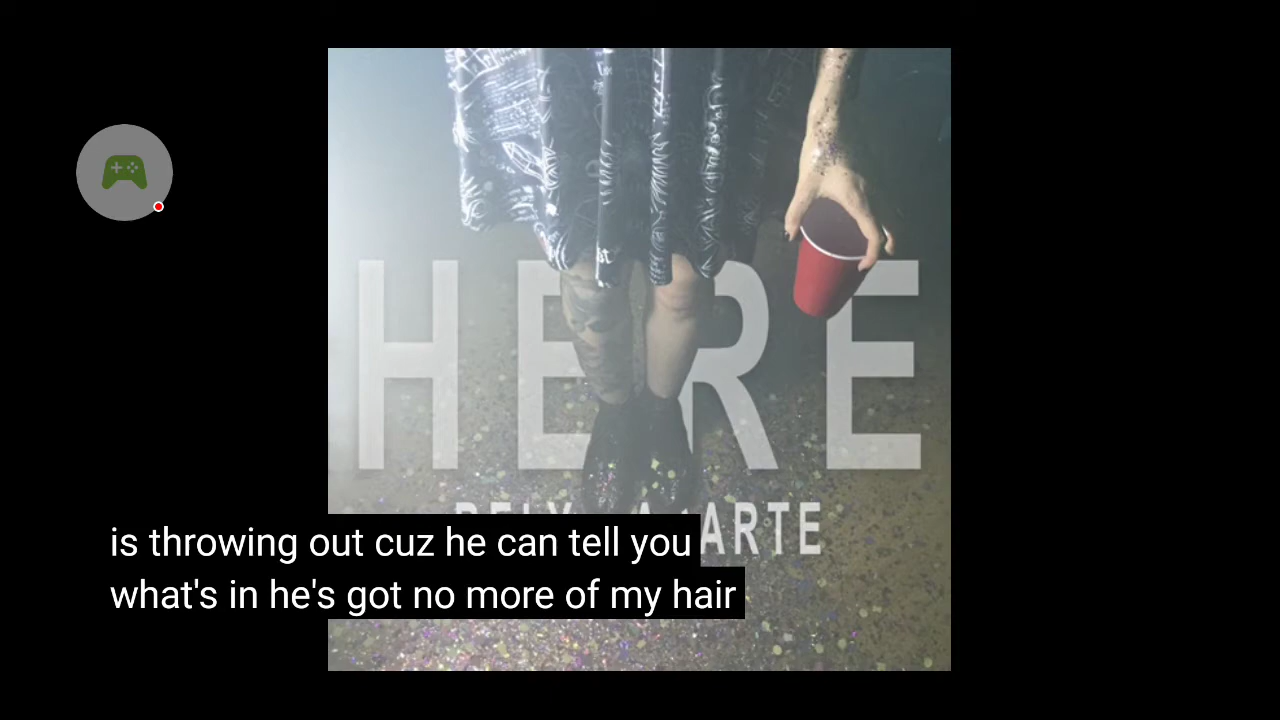 HERE
ARTE
is throwing out cuz he can tell you
what's in he's got no more of my hair